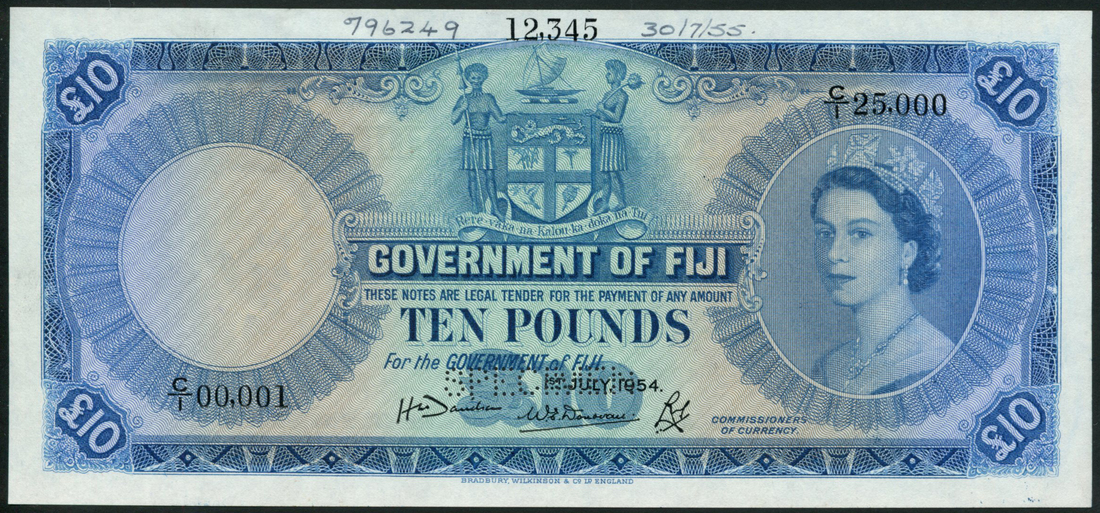 796249 12,345 30/7/55.
£10 £10
C/1 25,000
Rere·vaka·na·Kalou·ka·doka·na·Tui
GOVERNMENT OF FIJI
THESE NOTES ARE LEGAL TENDER FOR THE PAYMENT OF ANY AMOUNT
TEN POUNDS
For the GOVERNMENT of FIJI.
SPECIMEN
1ST JULY, 1954.
C/1 00,001
COMMISSIONERS
OF CURRENCY.
£10 £10
BRADBURY, WILKINSON & Co LD ENGLAND